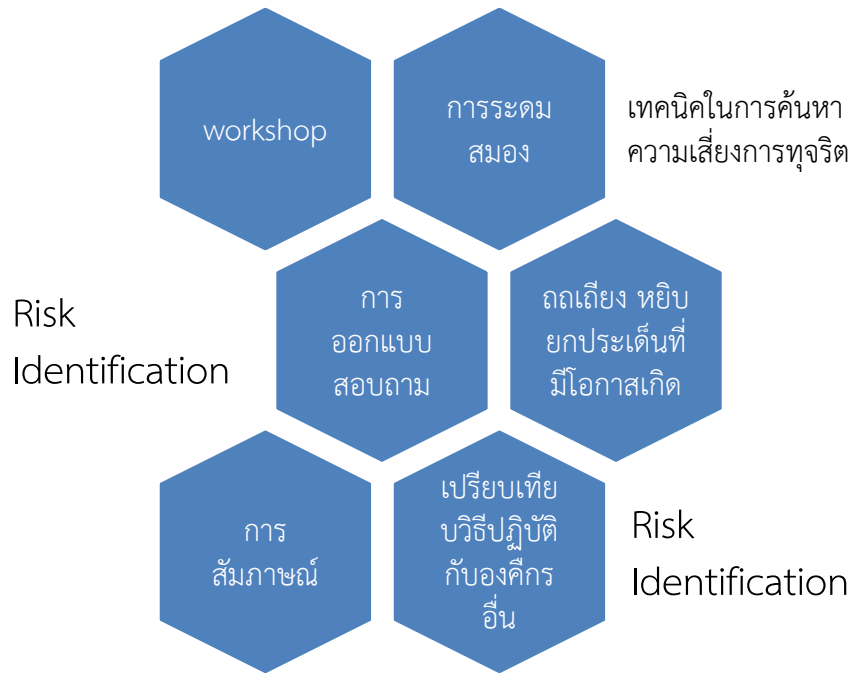 workshop
การระดม
สมอง
เทคนิคในการค้นหา
ความเสี่ยงการทุจริต
Risk
Identification
การ
ออกแบบ
สอบถาม
ถถเถียง หยิบ
ยกประเด็นที่
มีโอกาสเกิด
การ
สัมภาษณ์
เปรียบเทีย
บวิธีปฏิบัติ
กับองคืกร
อื่น
Risk
Identification